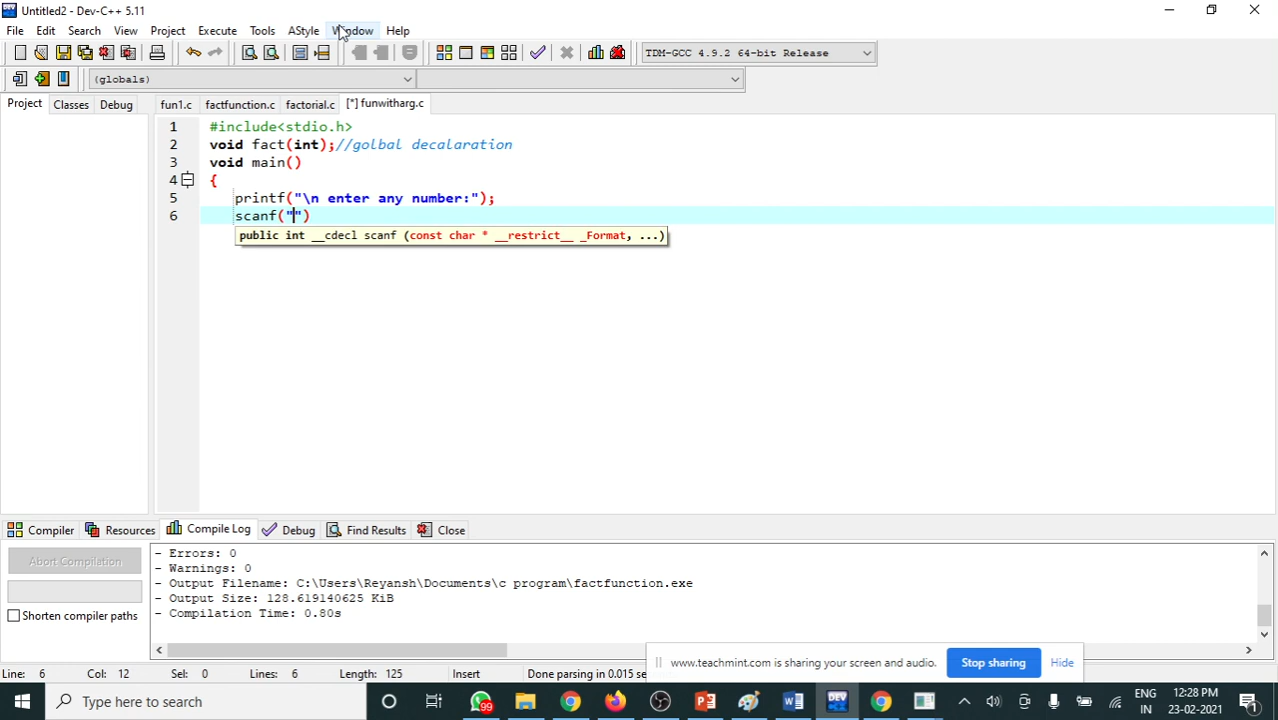 Untitled2 - Dev-C++ 5.11
File Edit Search View Project Execute Tools AStyle Window Help
TDM-GCC 4.9.2 64-bit Release
(globals)
Project Classes Debug fun1.c factfunction.c factorial.c [*] funwitharg.c
1 #include<stdio.h>
2 void fact(int);//golbal decalaration
3 void main()
4 {
5 printf("\n enter any number:");
6 scanf("")
public int __cdecl scanf (const char * __restrict__ _Format, ...)
Compiler Resources Compile Log Debug Find Results Close
Abort Compilation
Shorten compiler paths
- Errors: 0
- Warnings: 0
- Output Filename: C:\Users\Reyansh\Documents\c program\factfunction.exe
- Output Size: 128.619140625 KiB
- Compilation Time: 0.80s
www.teachmint.com is sharing your screen and audio. Stop sharing Hide
Line: 6 Col: 12 Sel: 0 Lines: 6 Length: 125 Insert Done parsing in 0.015 se
Type here to search
99
DEV
ENG
IN
12:28 PM
23-02-2021
1